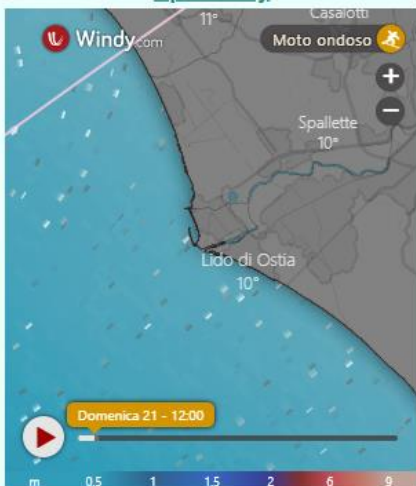 11°
Casalotti
Windy.com
Moto ondoso
+
−
Spallette
10°
Lido di Ostia
10°
Domenica 21 - 12:00
m 0.5 1 1.5 2 6 9